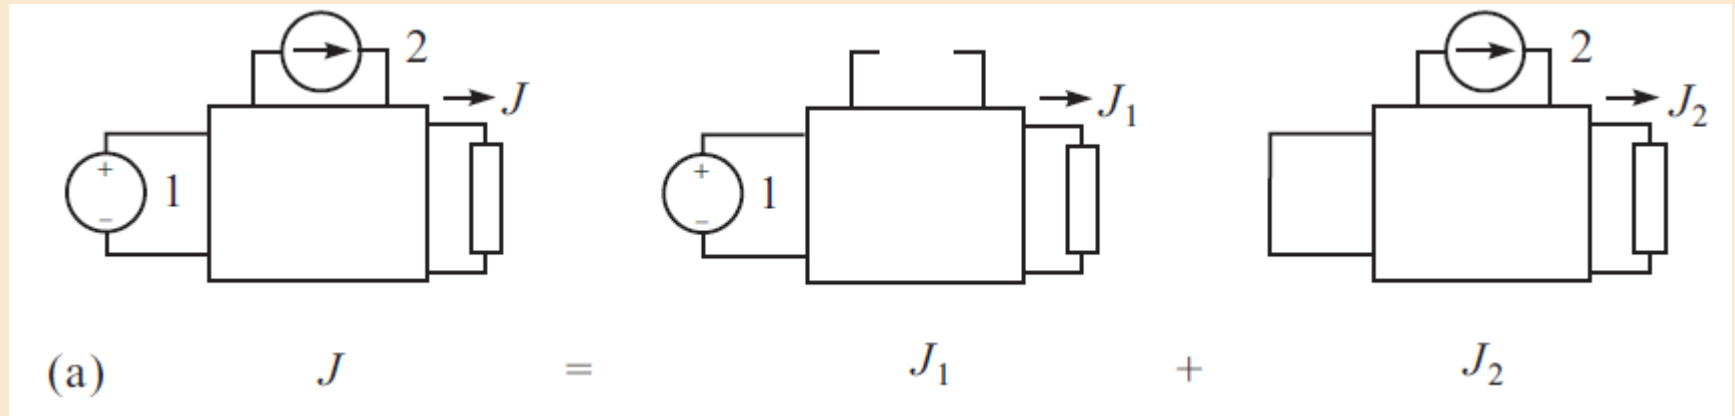 2 J + − 1
J₁ + − 1
2 J₂
(a) J = J₁ + J₂